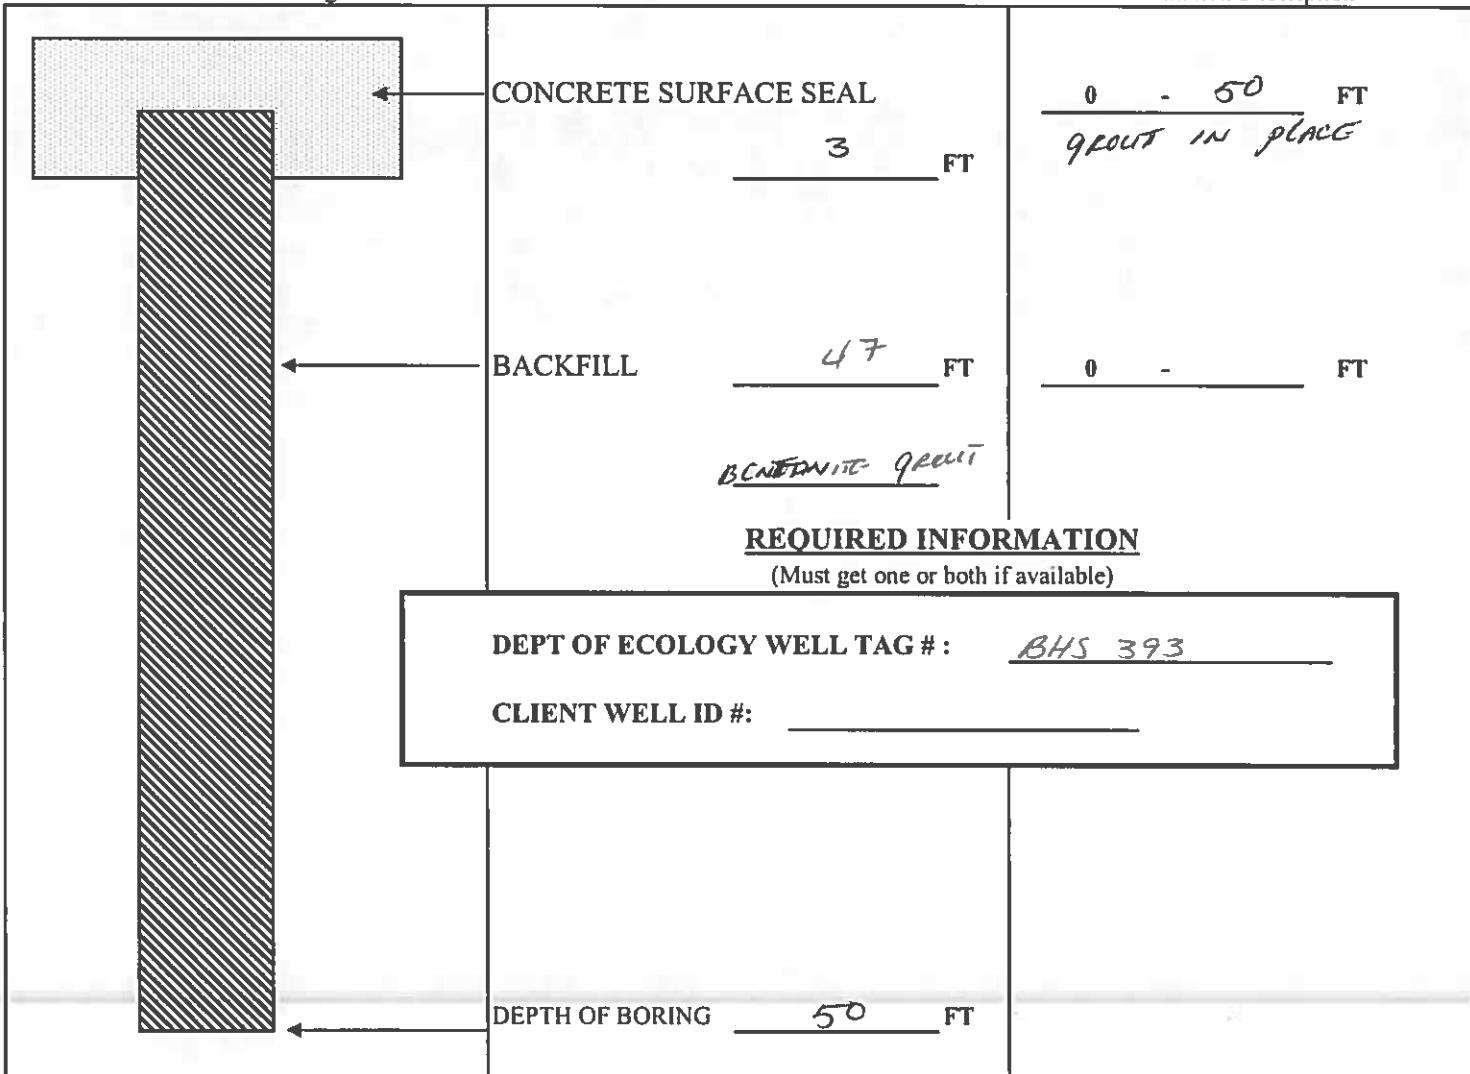 CONCRETE SURFACE SEAL
3 FT
0 - 50 FT
GROUT IN PLACE
BACKFILL 47 FT
0 - FT
BENTONITE GROUT
REQUIRED INFORMATION
(Must get one or both if available)
DEPT OF ECOLOGY WELL TAG # : BHS 393
CLIENT WELL ID #:
DEPTH OF BORING 50 FT